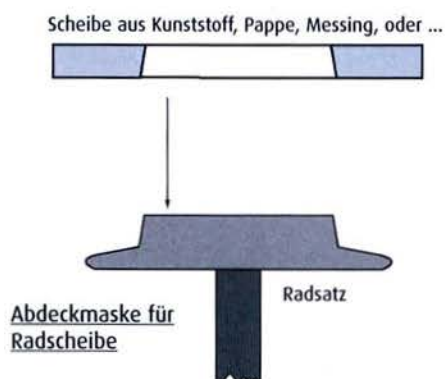 Scheibe aus Kunststoff, Pappe, Messing, oder ...
Radsatz
Abdeckmaske für
Radscheibe